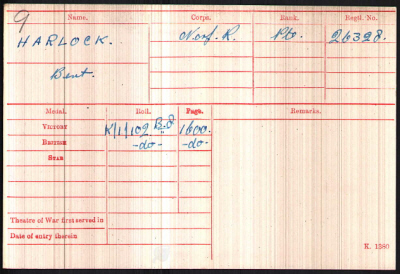 9
Name. Corps. Rank. Regtl. No.
HARLOCK. Norf. R. Pte. 26328.
Bert.
Medal. Roll. Page. Remarks.
VICTORY K/1/102 B.8 1600.
BRITISH -do- -do-
STAR
Theatre of War first served in
Date of entry therein
K. 1380